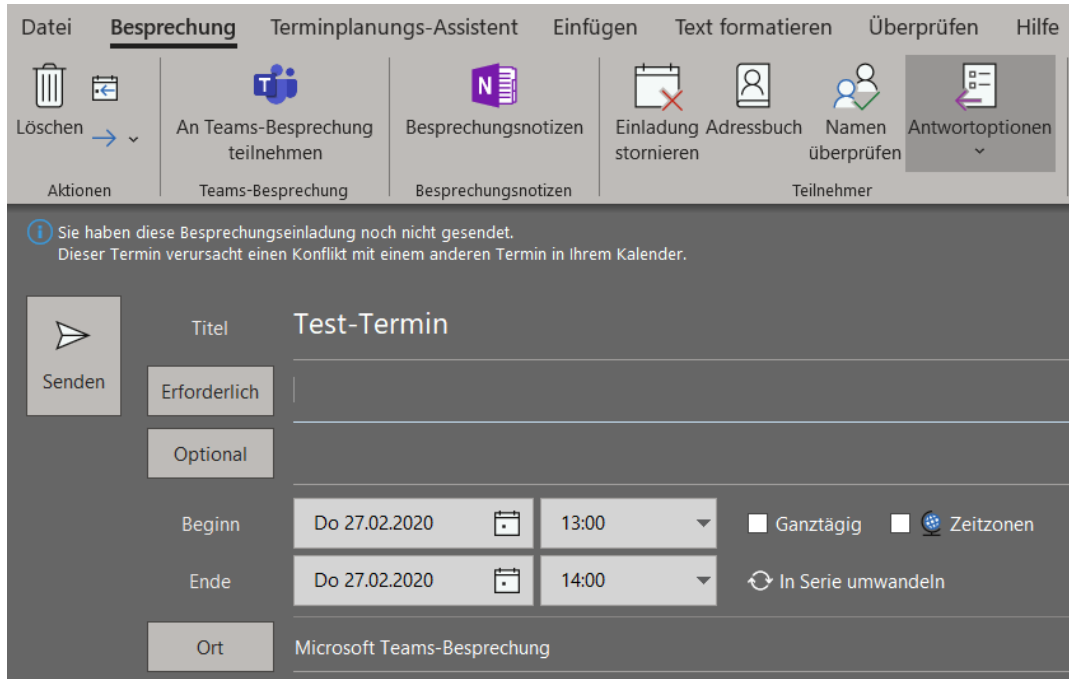 Datei Besprechung Terminplanungs-Assistent Einfügen Text formatieren Überprüfen Hilfe
Löschen
An Teams-Besprechung
teilnehmen
Besprechungsnotizen
Einladung
stornieren
Adressbuch
Namen
überprüfen
Antwortoptionen
Aktionen Teams-Besprechung Besprechungsnotizen Teilnehmer
Sie haben diese Besprechungseinladung noch nicht gesendet.
Dieser Termin verursacht einen Konflikt mit einem anderen Termin in Ihrem Kalender.
Senden
Titel Test-Termin
Erforderlich
Optional
Beginn Do 27.02.2020 13:00 Ganztägig Zeitzonen
Ende Do 27.02.2020 14:00 In Serie umwandeln
Ort Microsoft Teams-Besprechung